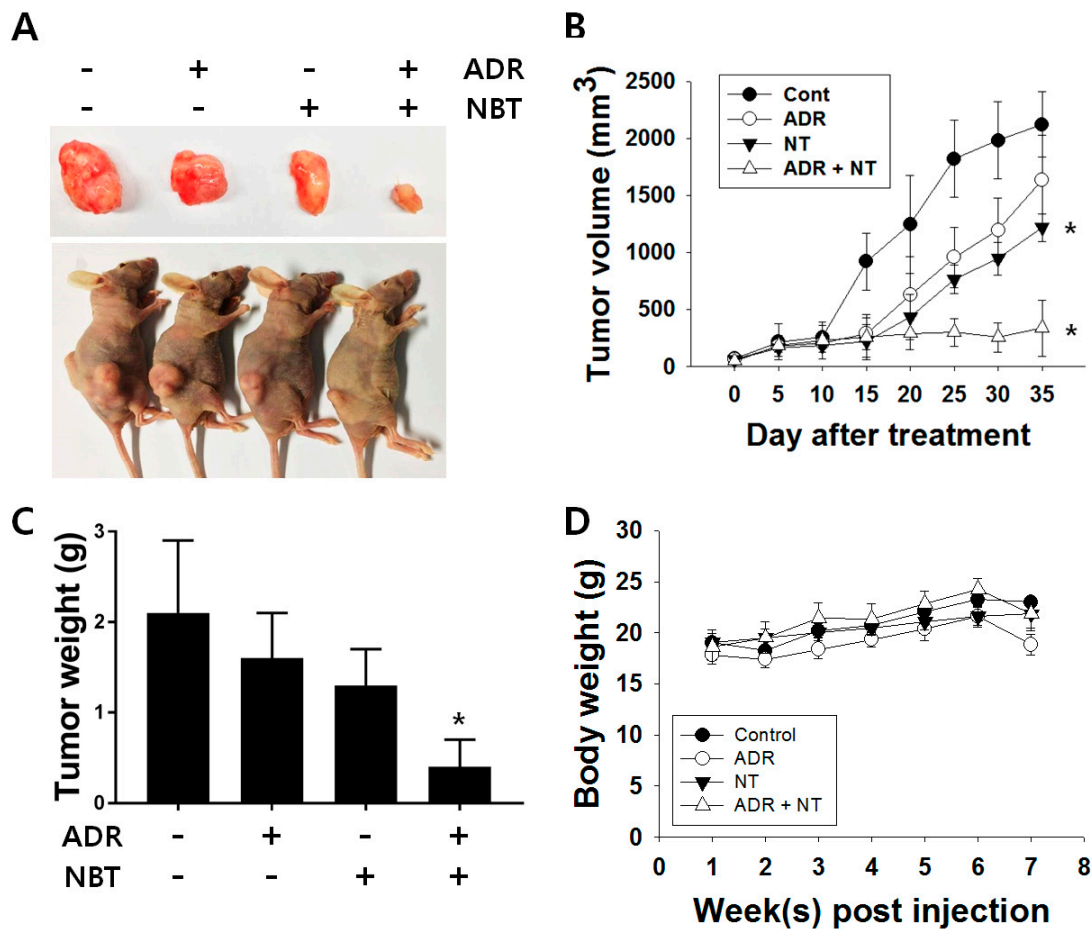 A
- + - + ADR
- - + + NBT
B
Tumor volume (mm3)
2500
2000
1500
1000
500
0
Cont
ADR
NT
ADR + NT
*
*
0 5 10 15 20 25 30 35
Day after treatment
C
Tumor weight (g)
3
2
1
0
*
ADR - + - +
NBT - - + +
D
Body weight (g)
30
25
20
15
10
5
0
Control
ADR
NT
ADR + NT
0 1 2 3 4 5 6 7 8
Week(s) post injection